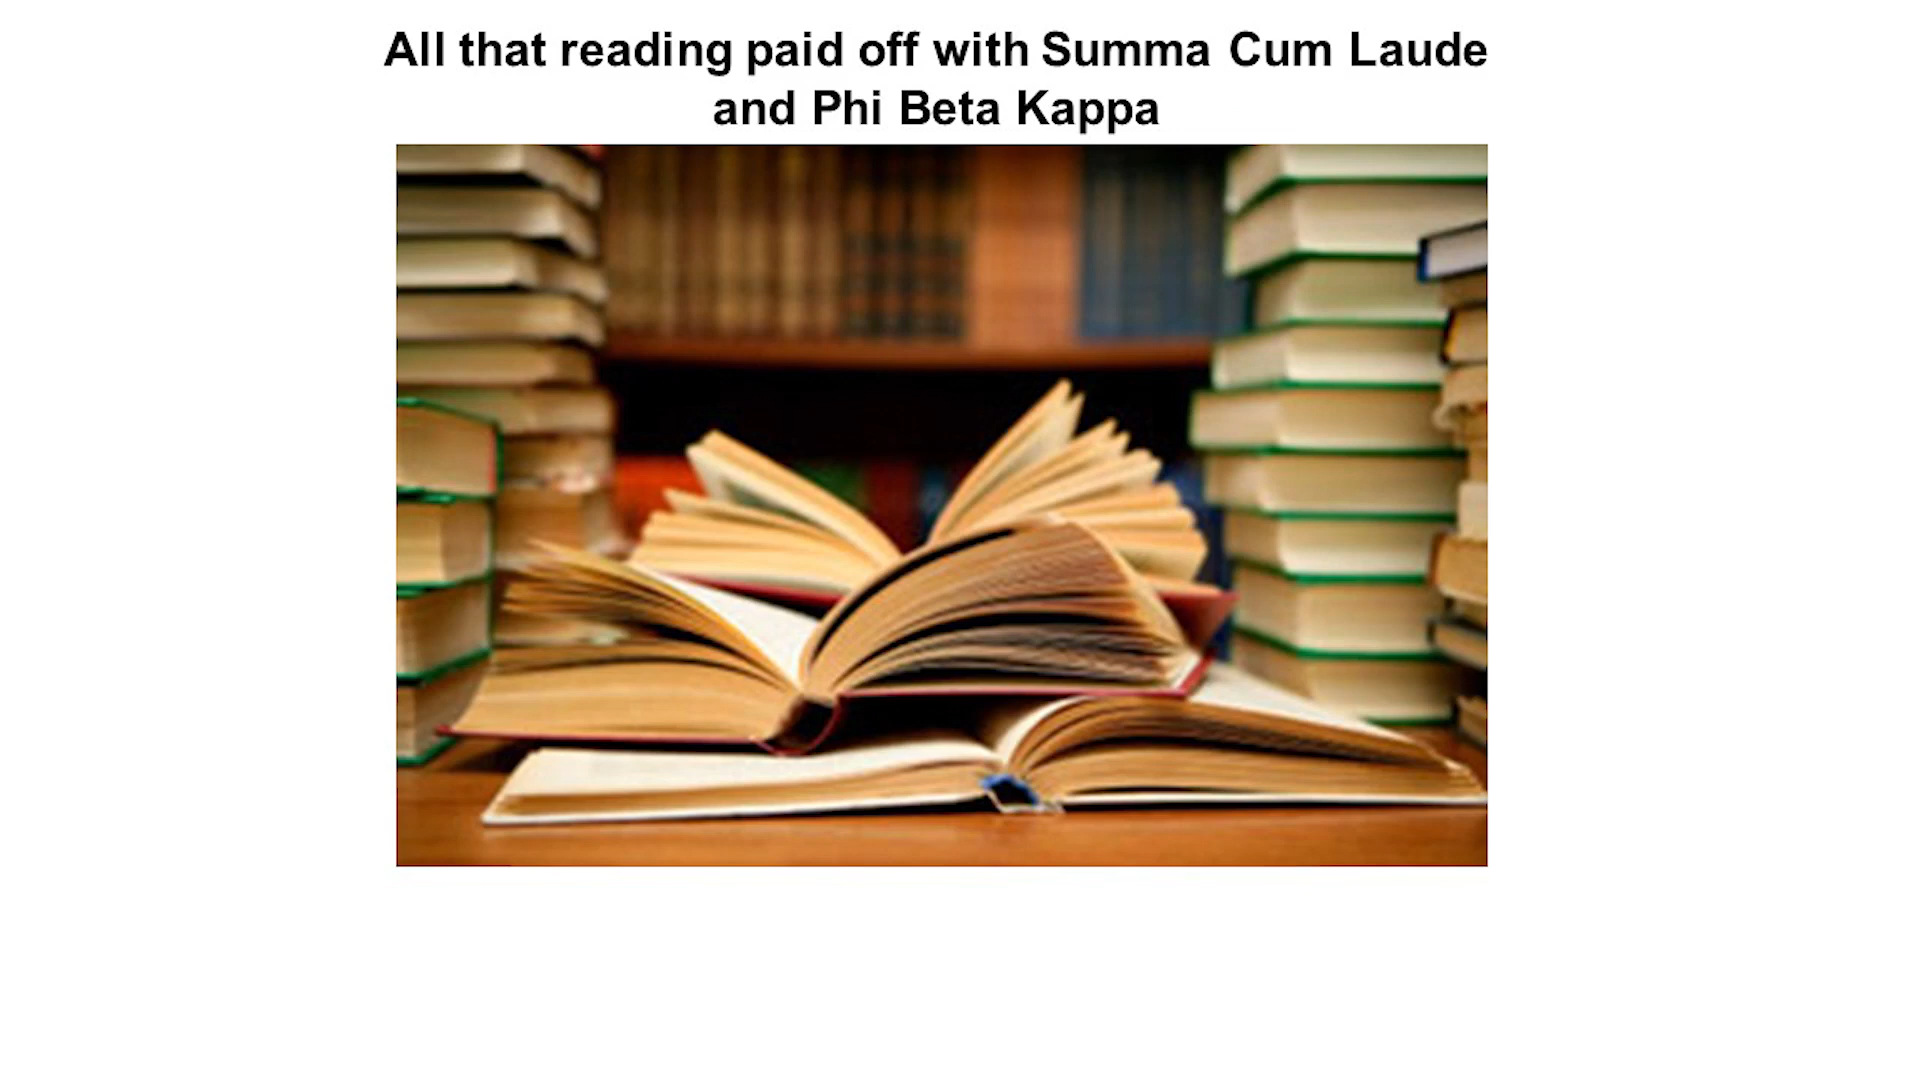 All that reading paid off with Summa Cum Laude
and Phi Beta Kappa